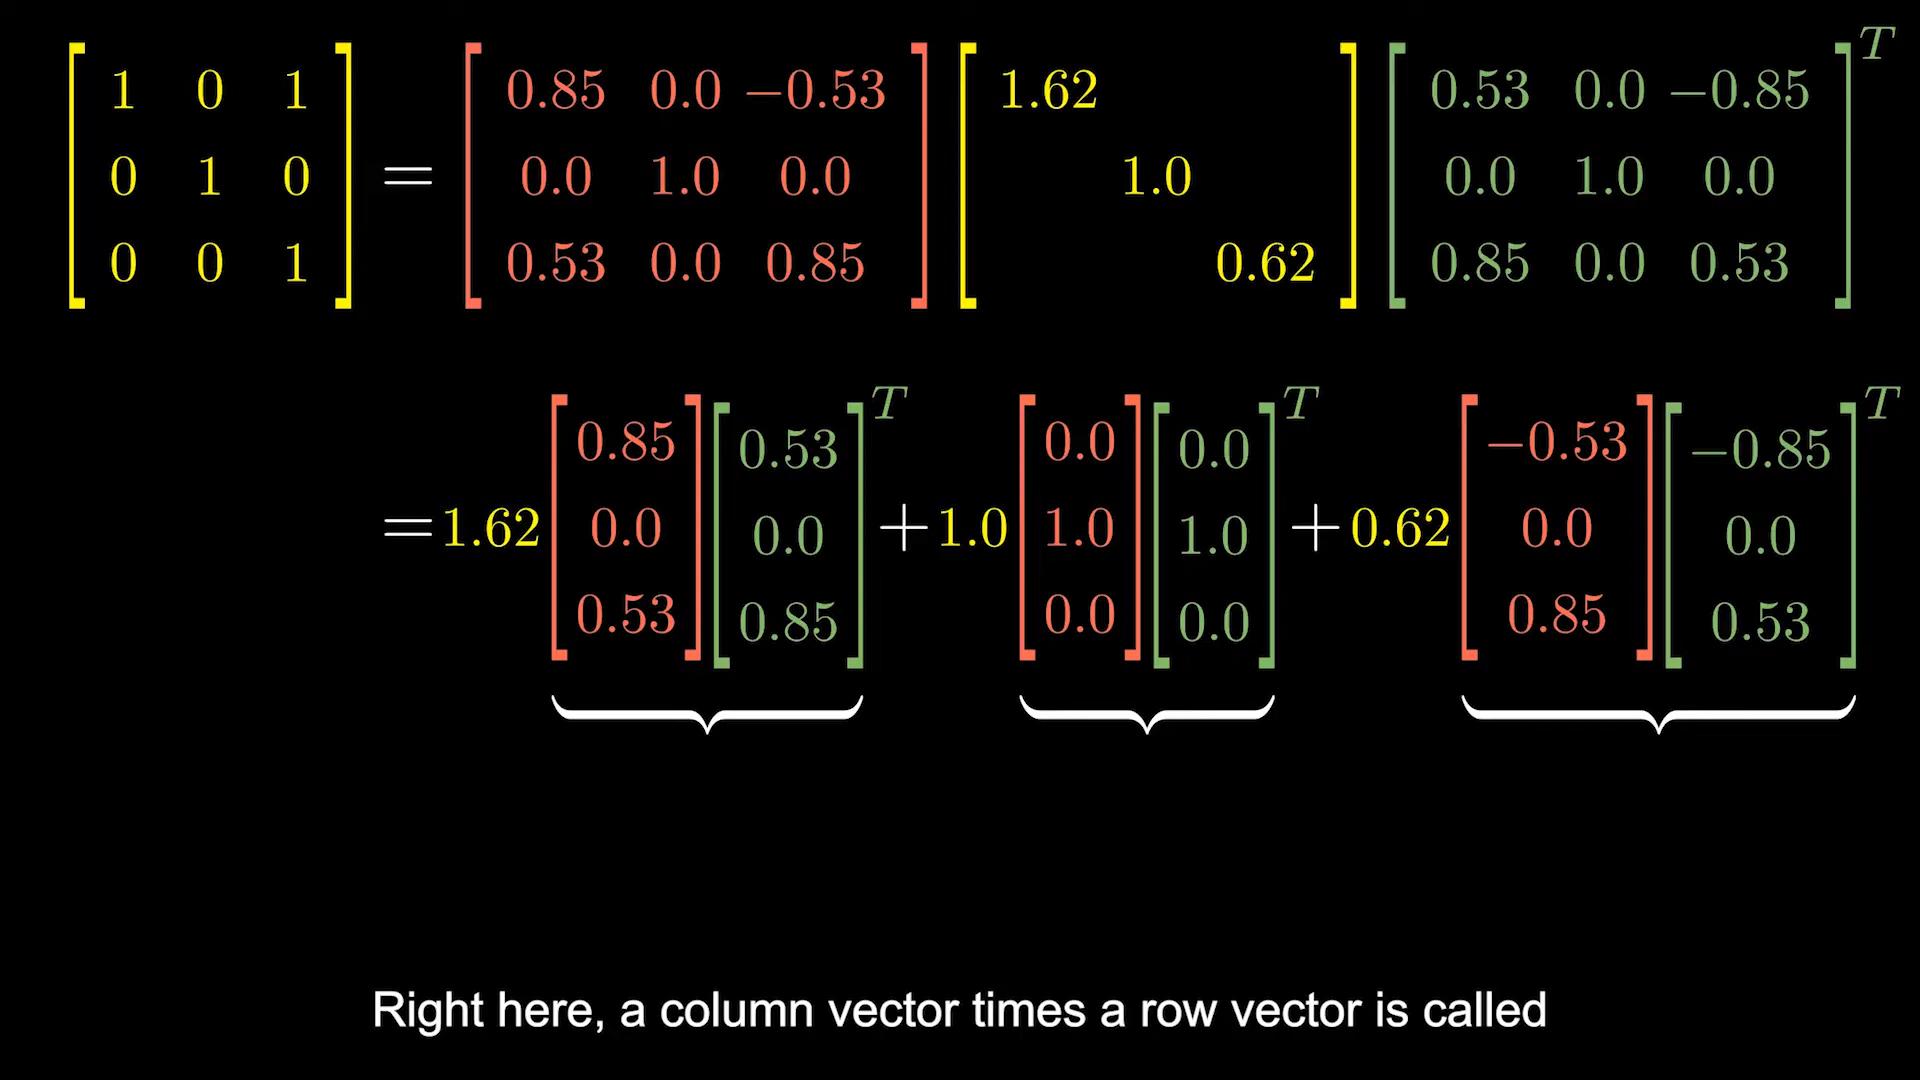 1 0 1 0.85 0.0 −0.53 1.62 0.53 0.0 −0.85 T
0 1 0 = 0.0 1.0 0.0 1.0 0.0 1.0 0.0
0 0 1 0.53 0.0 0.85 0.62 0.85 0.0 0.53
0.85 0.53 T 0.0 0.0 T −0.53 −0.85 T
=1.62 0.0 0.0 +1.0 1.0 1.0 +0.62 0.0 0.0
0.53 0.85 0.0 0.0 0.85 0.53
Right here, a column vector times a row vector is called